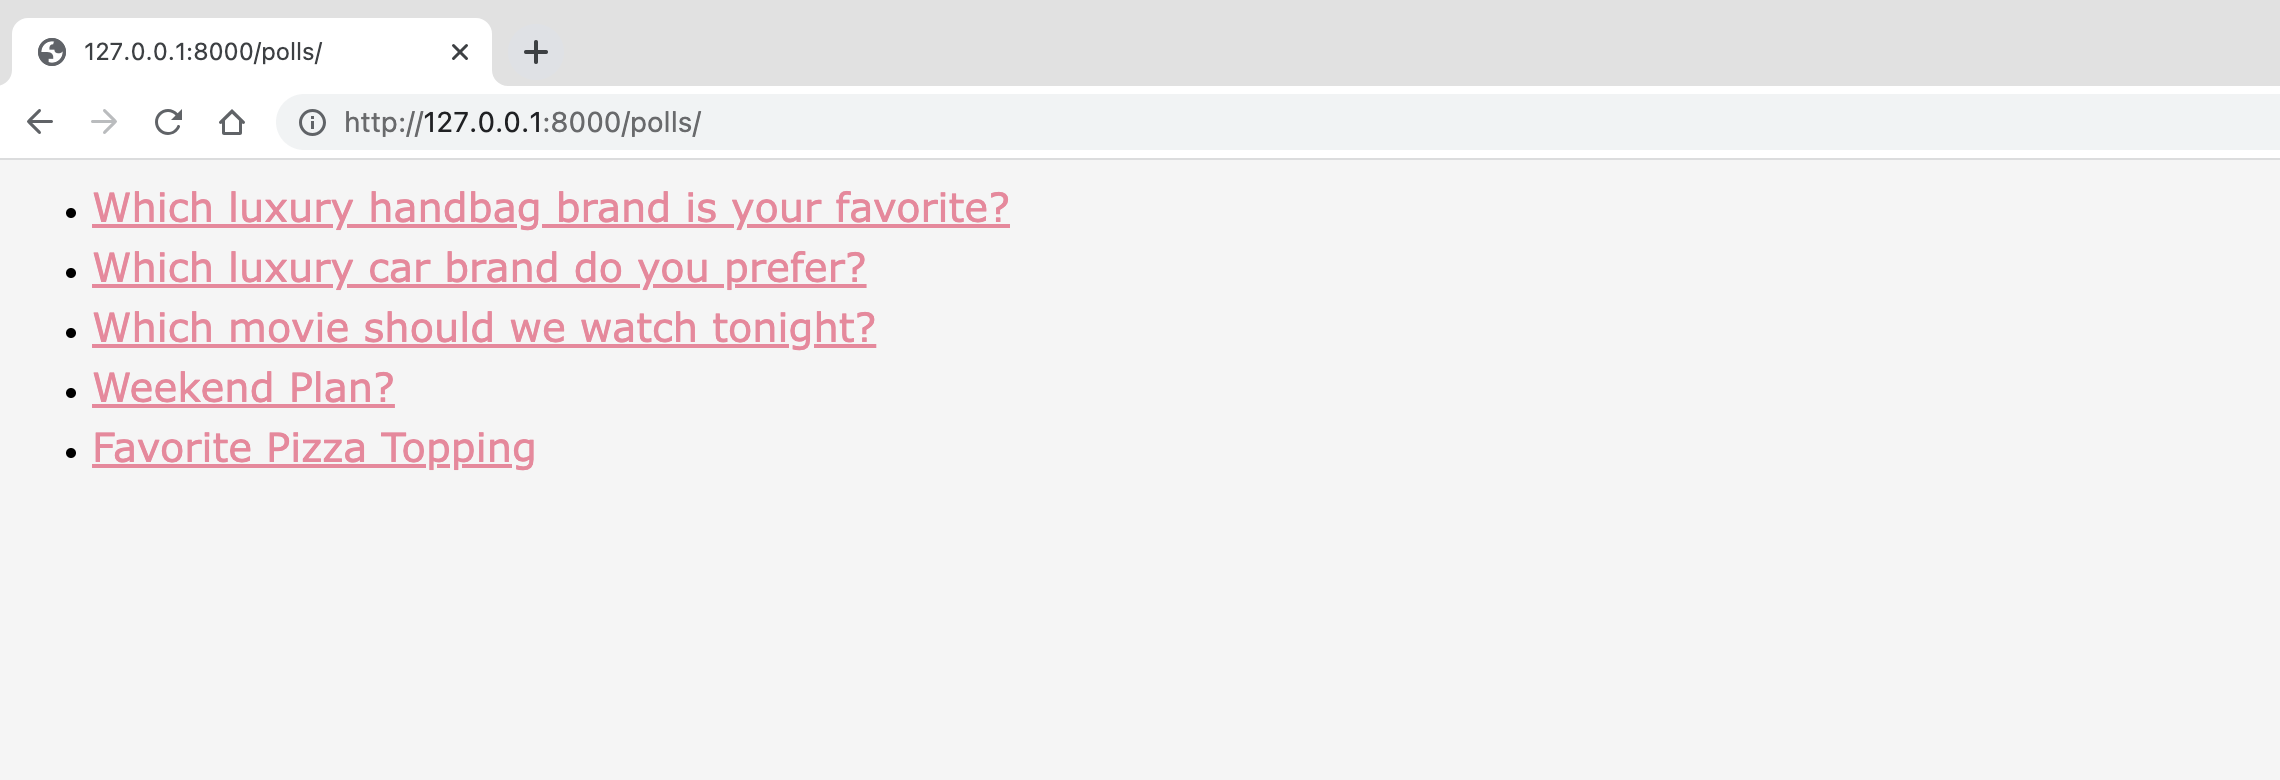 127.0.0.1:8000/polls/
http://127.0.0.1:8000/polls/
Which luxury handbag brand is your favorite?
Which luxury car brand do you prefer?
Which movie should we watch tonight?
Weekend Plan?
Favorite Pizza Topping